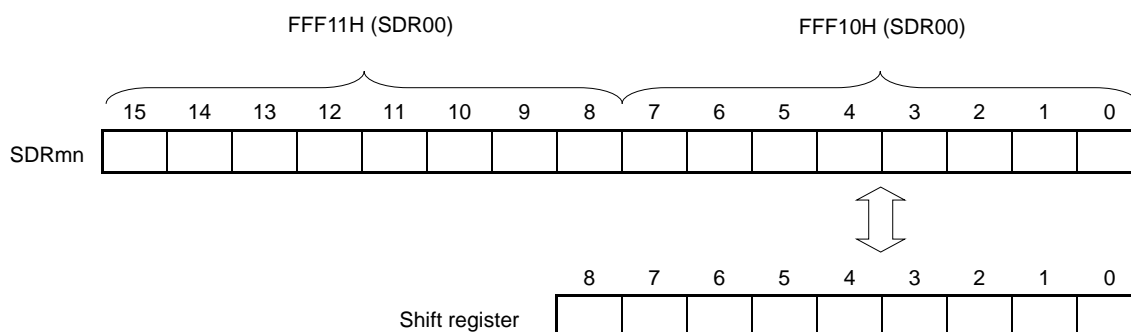 FFF11H (SDR00) FFF10H (SDR00)
15 14 13 12 11 10 9 8 7 6 5 4 3 2 1 0
SDRmn
8 7 6 5 4 3 2 1 0
Shift register